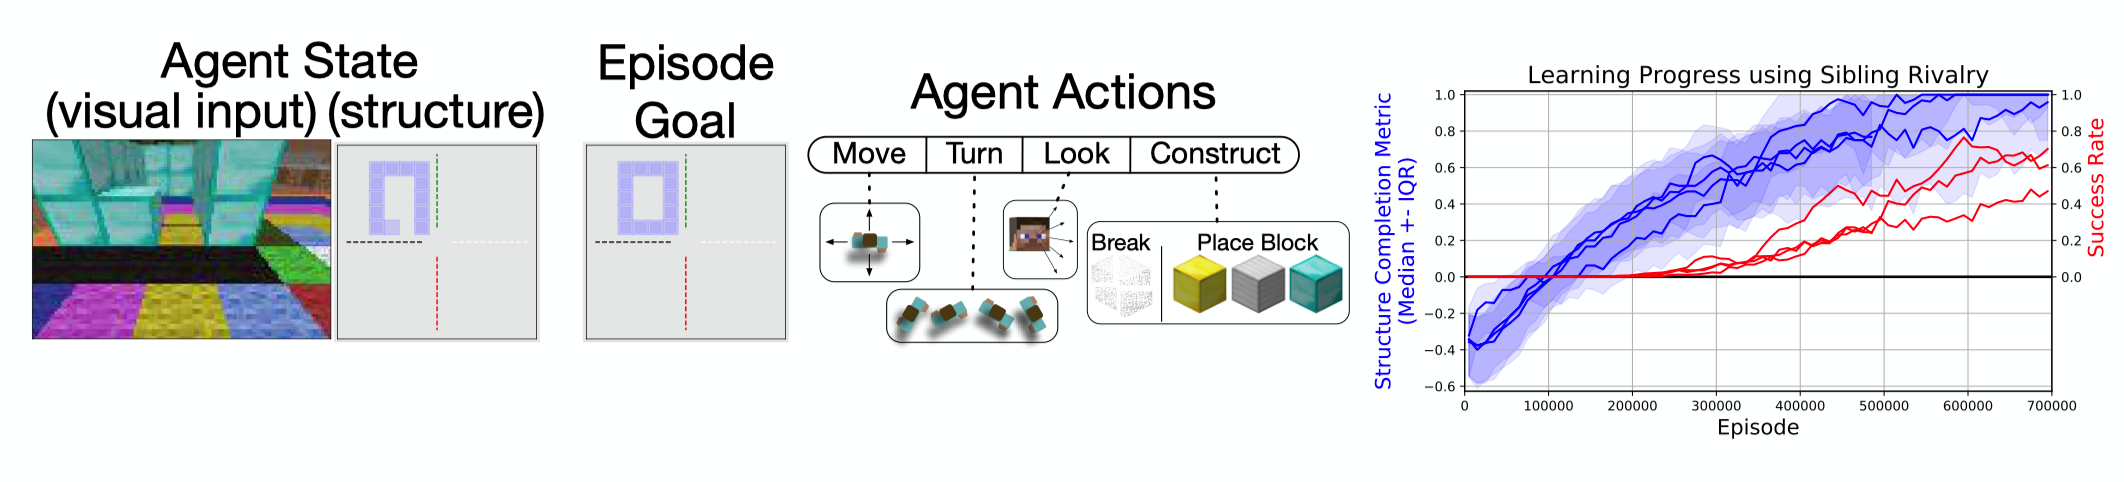 Agent State
(visual input) (structure)
Episode
Goal
Agent Actions
Move Turn Look Construct
Break Place Block
Learning Progress using Sibling Rivalry
Structure Completion Metric
(Median +- IQR)
1.0
0.8
0.6
0.4
0.2
0.0
−0.2
−0.4
−0.6
0 100000 200000 300000 400000 500000 600000 700000
Episode
1.0
0.8
0.6
0.4
0.2
0.0
Success Rate